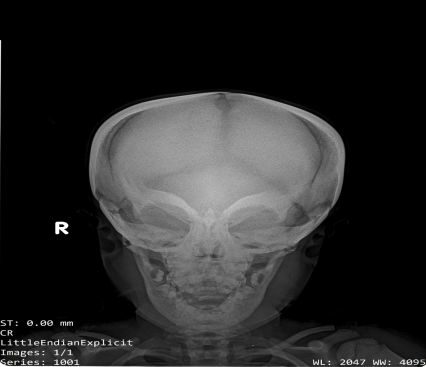 R
ST: 0.00 mm
CR
LittleEndianExplicit
Images: 1/1
Series: 1001
WL: 2047 WW: 4095